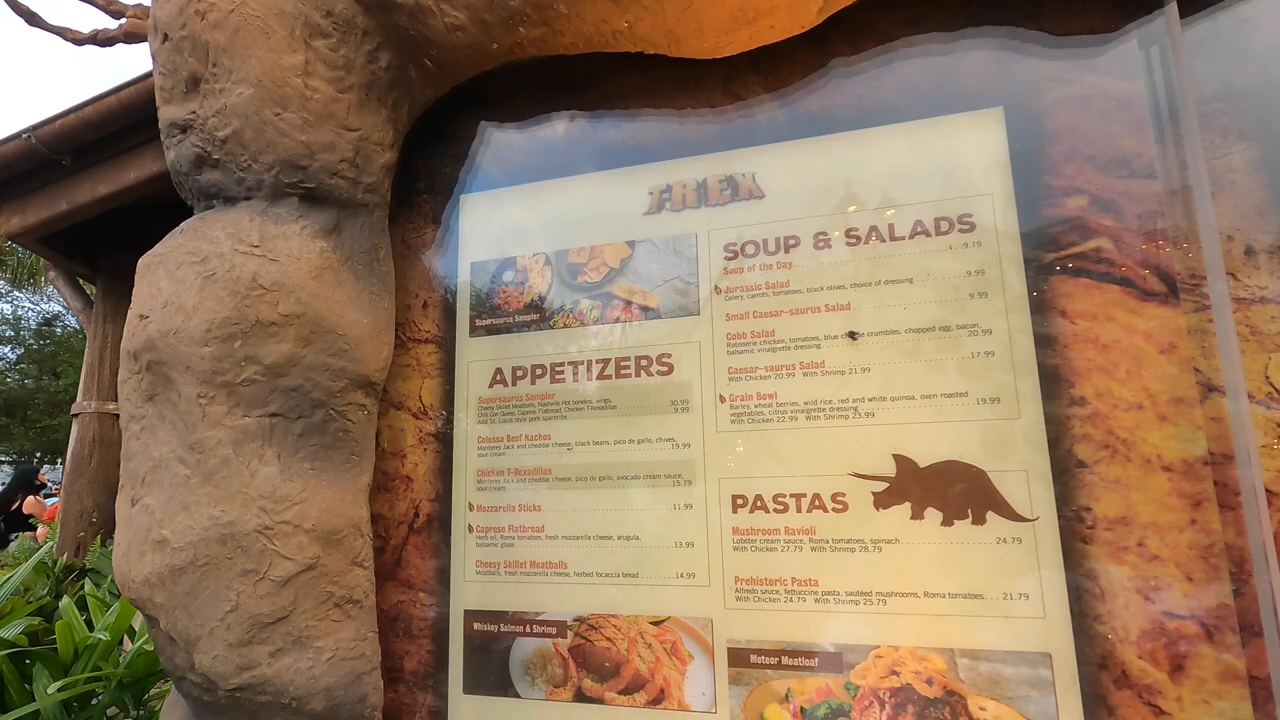 T-REX
Supersaurus Sampler
APPETIZERS
Supersaurus Sampler
Cheesy Skillet Meatballs, Nashville Hot boneless wings,
Chili Con Queso, Caprese Flatbread, Chicken T-Rexadillas 30.99
Add St. Louis style pork spareribs 9.99
Colosso Beef Nachos
Monterey Jack and cheddar cheese, black beans, pico de gallo, chives,
sour cream 19.99
Chicken T-Rexadillas
Monterey Jack and cheddar cheese, pico de gallo, avocado cream sauce,
sour cream 15.79
Mozzarella Sticks 11.99
Caprese Flatbread
Herb oil, Roma tomatoes, fresh mozzarella cheese, arugula,
balsamic glaze 13.99
Cheesy Skillet Meatballs
Meatballs, fresh mozzarella cheese, herbed focaccia bread 14.99
Whiskey Salmon & Shrimp
SOUP & SALADS
Soup of the Day 9.79
Jurassic Salad 9.99
Celery, carrots, tomatoes, black olives, choice of dressing
Small Caesar-saurus Salad 9.99
Cobb Salad
Rotisserie chicken, tomatoes, blue cheese crumbles, chopped egg, bacon,
balsamic vinaigrette dressing 20.99
Caesar-saurus Salad 17.99
With Chicken 20.99 With Shrimp 21.99
Grain Bowl
Barley, wheat berries, wild rice, red and white quinoa, oven roasted
vegetables, citrus vinaigrette dressing 19.99
With Chicken 22.99 With Shrimp 23.99
PASTAS
Mushroom Ravioli
Lobster cream sauce, Roma tomatoes, spinach 24.79
With Chicken 27.79 With Shrimp 28.79
Prehistoric Pasta
Alfredo sauce, fettuccine pasta, sautéed mushrooms, Roma tomatoes 21.79
With Chicken 24.79 With Shrimp 25.79
Meteor Meatloaf